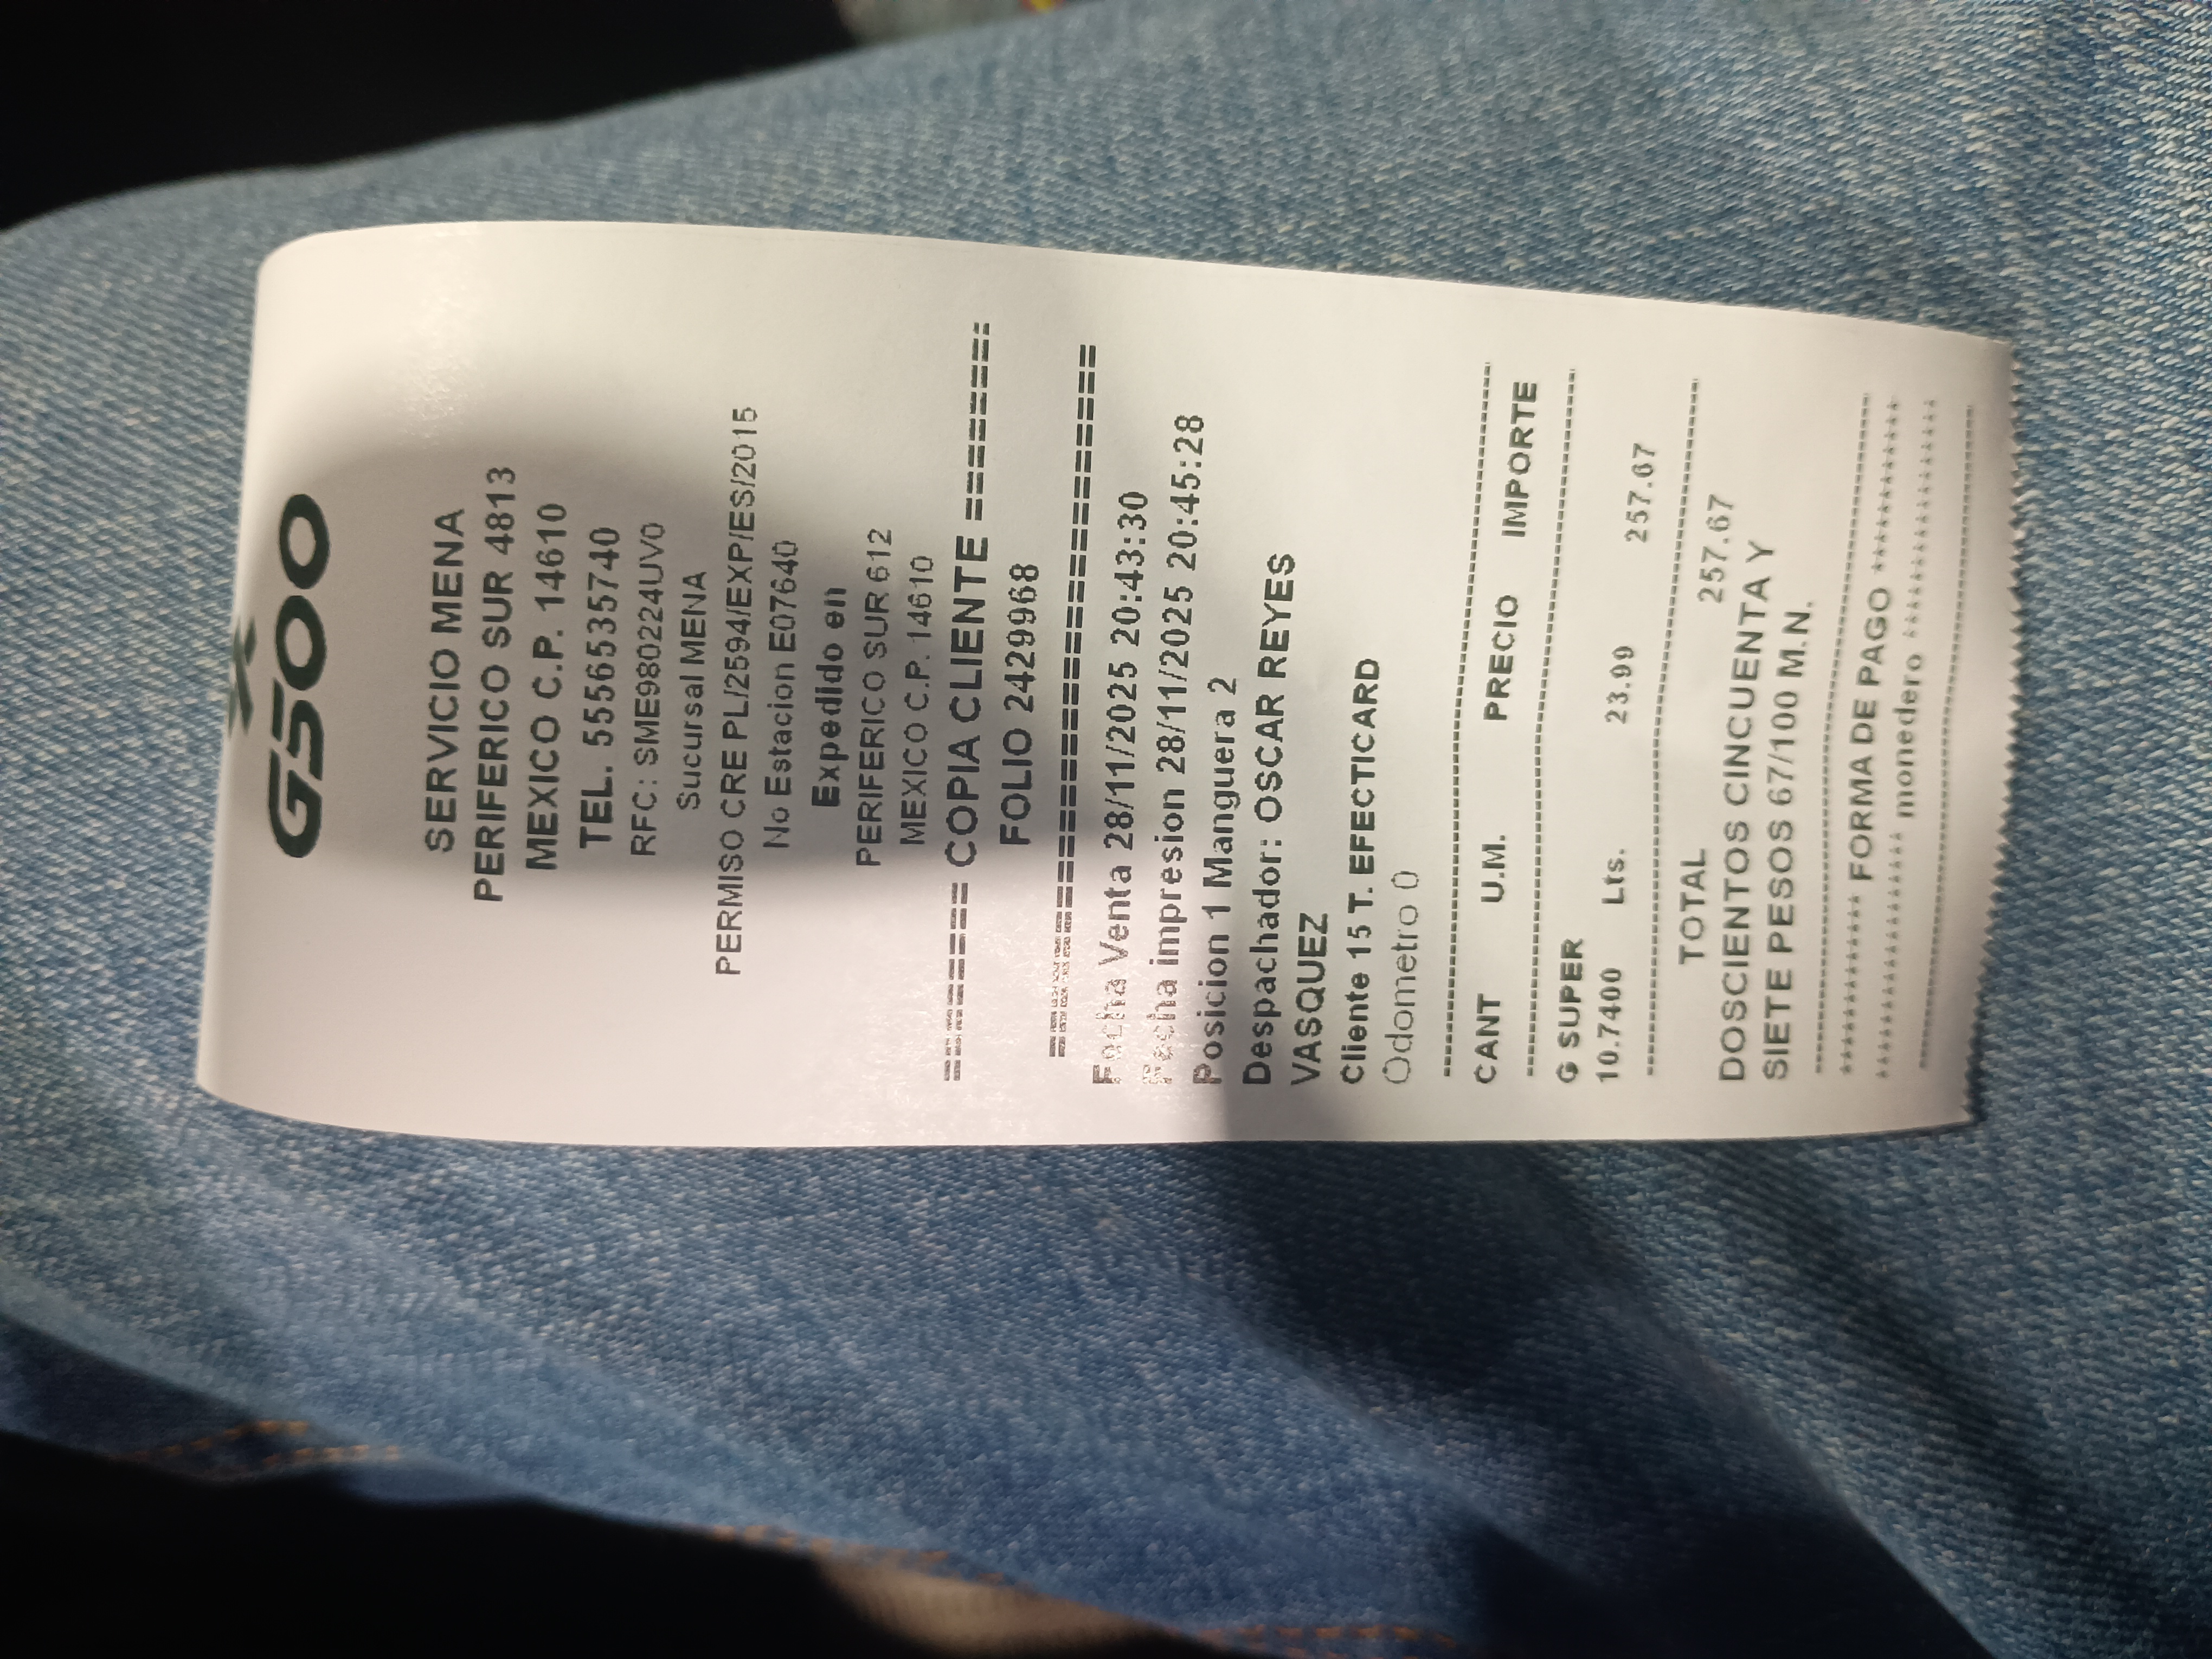 G500
SERVICIO MENA
PERIFERICO SUR 4813
MEXICO C.P. 14610
TEL. 5556535740
RFC: SME980224UV0
Sucursal MENA
PERMISO CRE PL/2594/EXP/ES/2015
No Estacion E07640
Expedido en
PERIFERICO SUR 612
MEXICO C.P. 14610
==== COPIA CLIENTE ====
FOLIO 2429968
Fecha Venta 28/11/2025 20:43:30
Fecha impresion 28/11/2025 20:45:28
Posicion 1 Manguera 2
Despachador: OSCAR REYES
VASQUEZ
Cliente 15 T. EFECTICARD
Odometro 0
CANT U.M. PRECIO IMPORTE
G SUPER
10.7400 Lts. 23.99 257.67
TOTAL 257.67
DOSCIENTOS CINCUENTA Y
SIETE PESOS 67/100 M.N.
*********** FORMA DE PAGO ***********
*************** monedero ***************